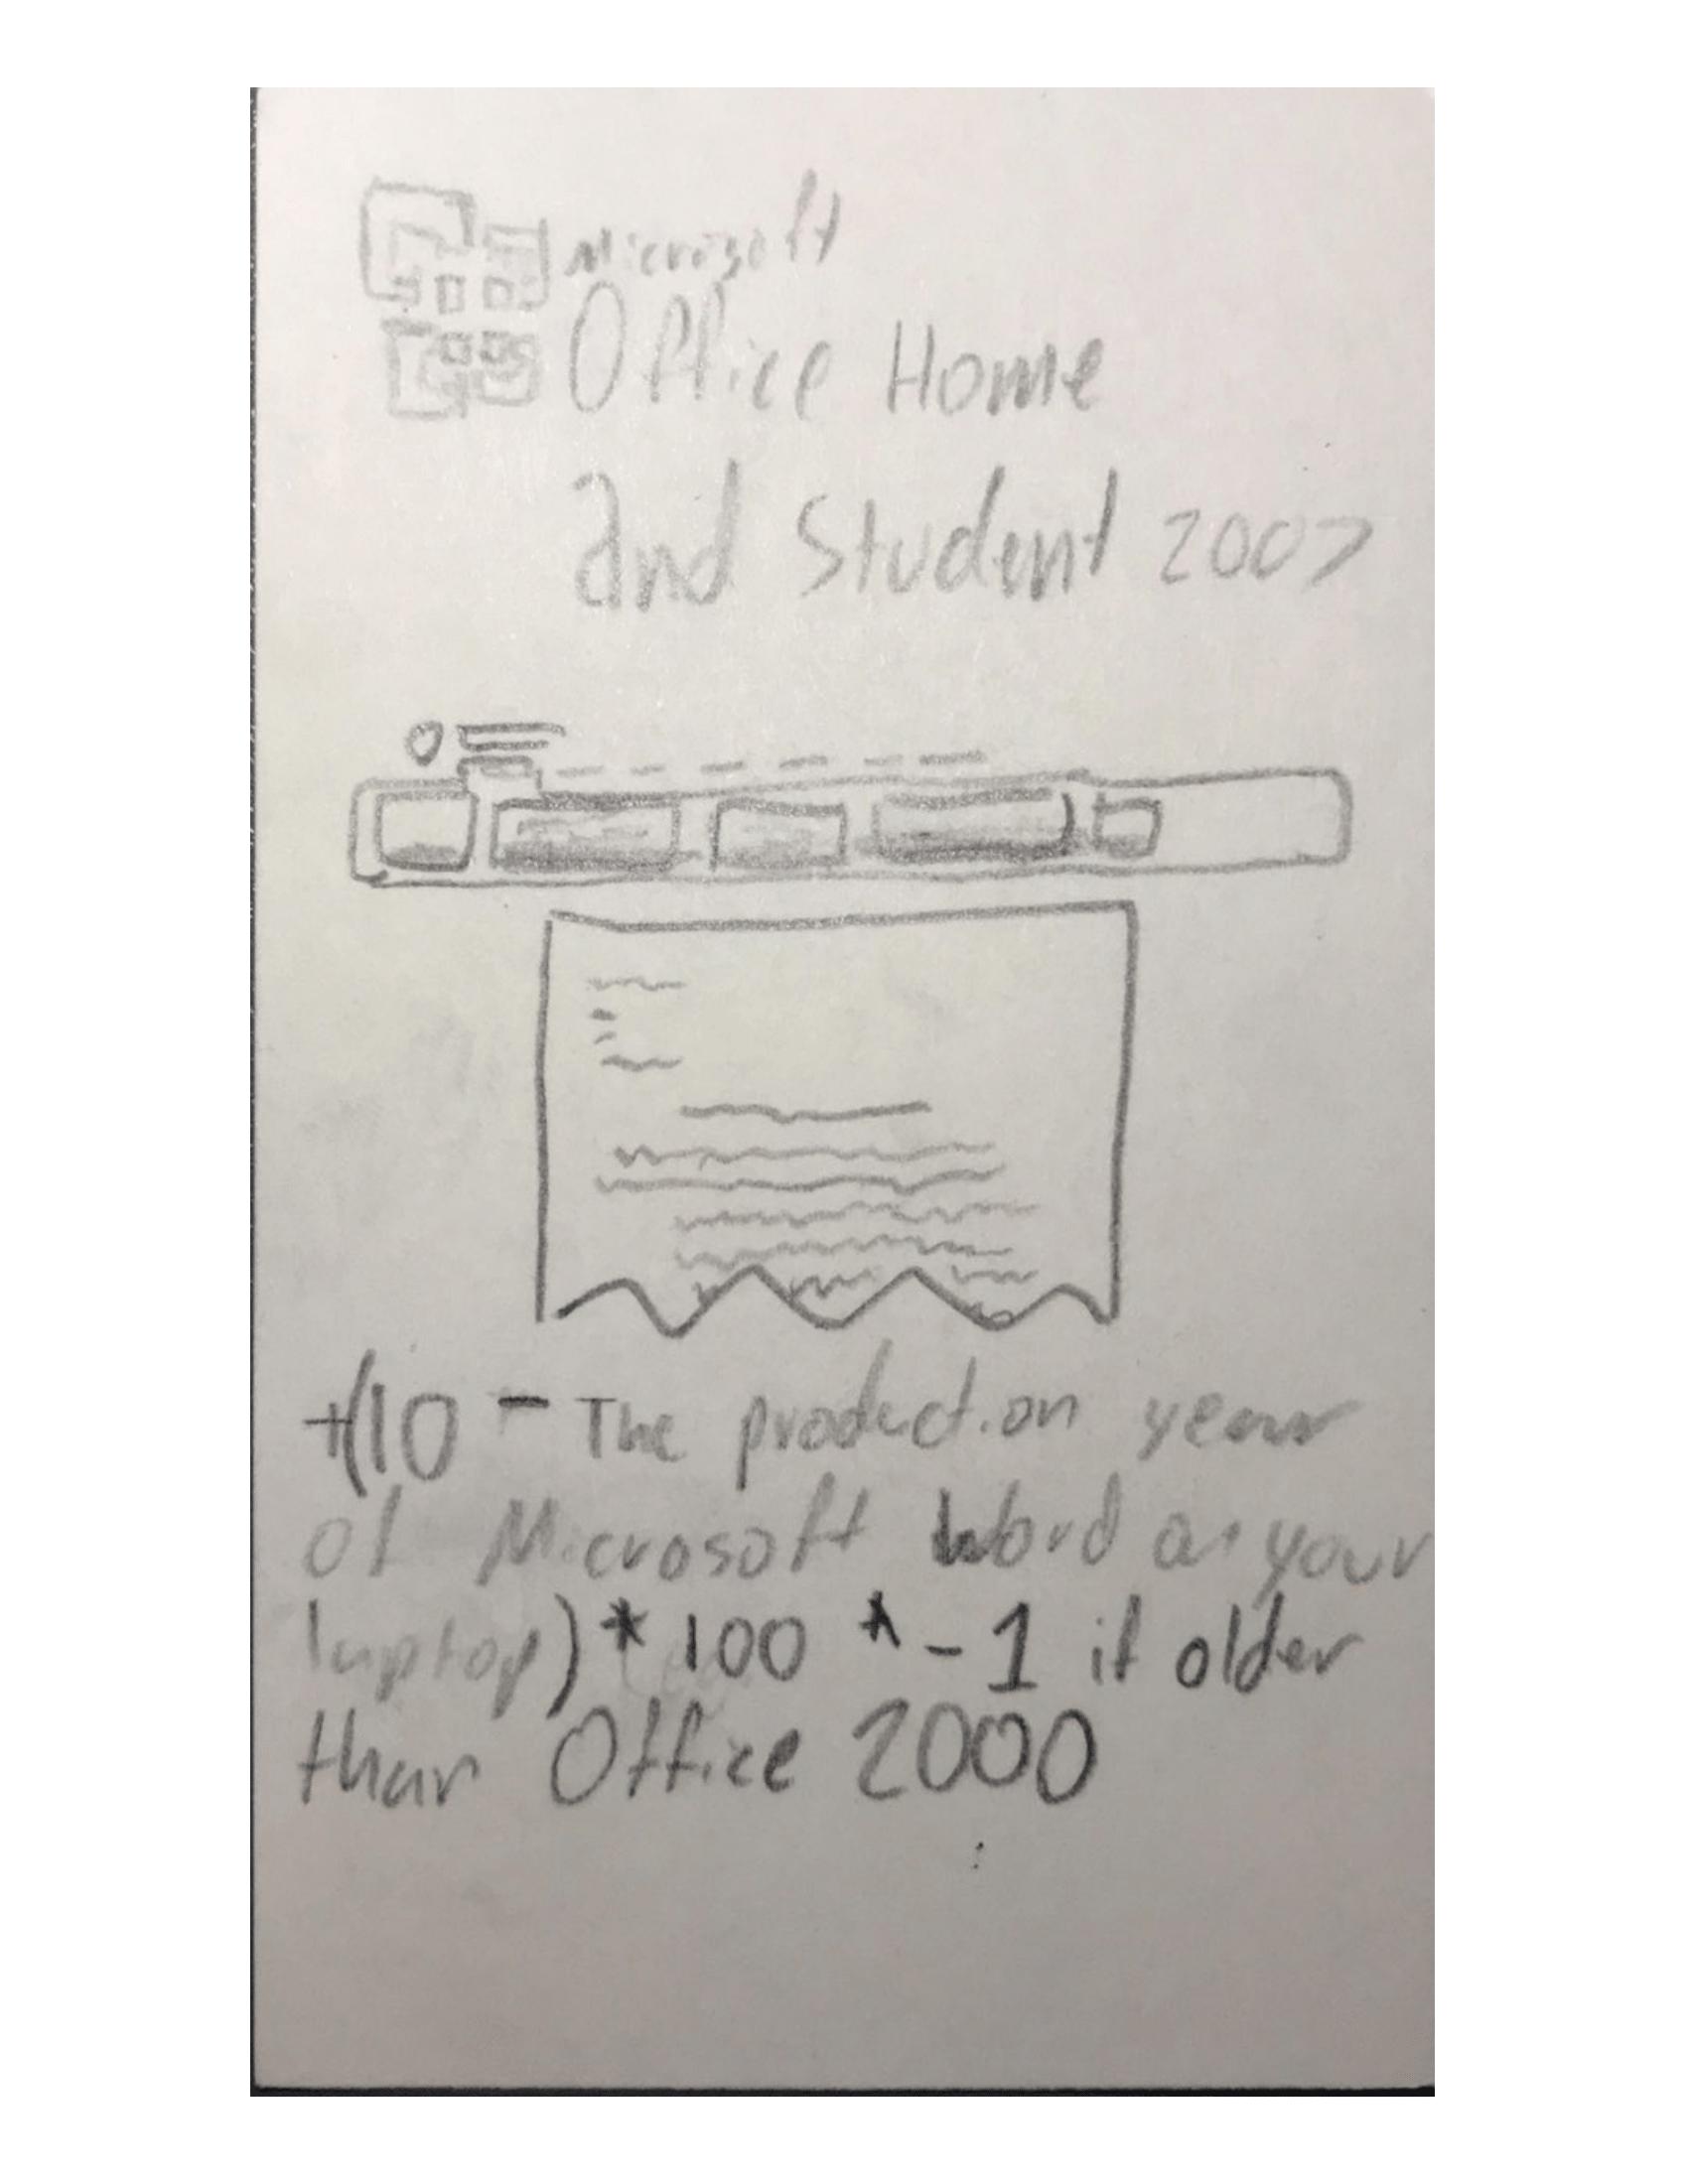 Microsoft
Office Home
and Student 2007
+(10 - The production year
of Microsoft Word on your
laptop) * 100 * -1 if older
than Office 2000